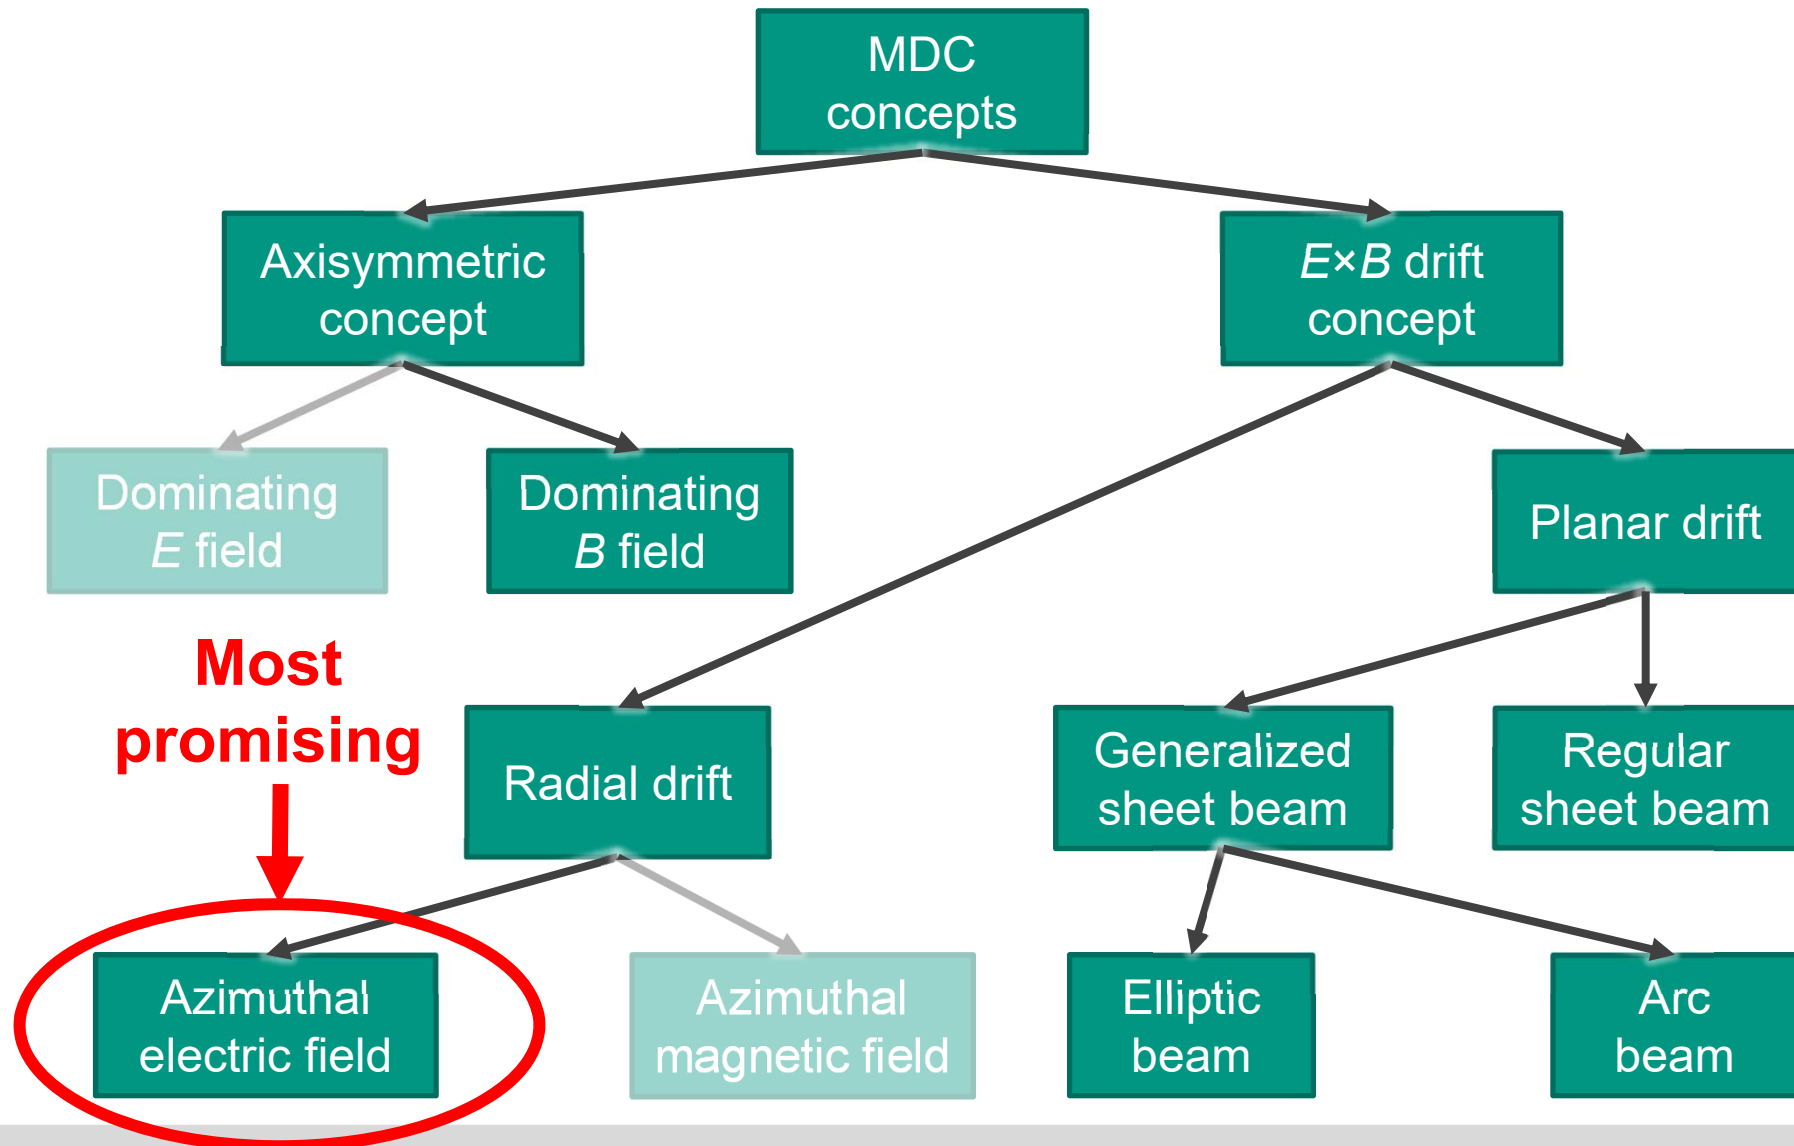 MDC
concepts
Axisymmetric
concept
E×B drift
concept
Dominating
E field
Dominating
B field
Planar drift
Most
promising
Radial drift
Generalized
sheet beam
Regular
sheet beam
Azimuthal
electric field
Azimuthal
magnetic field
Elliptic
beam
Arc
beam